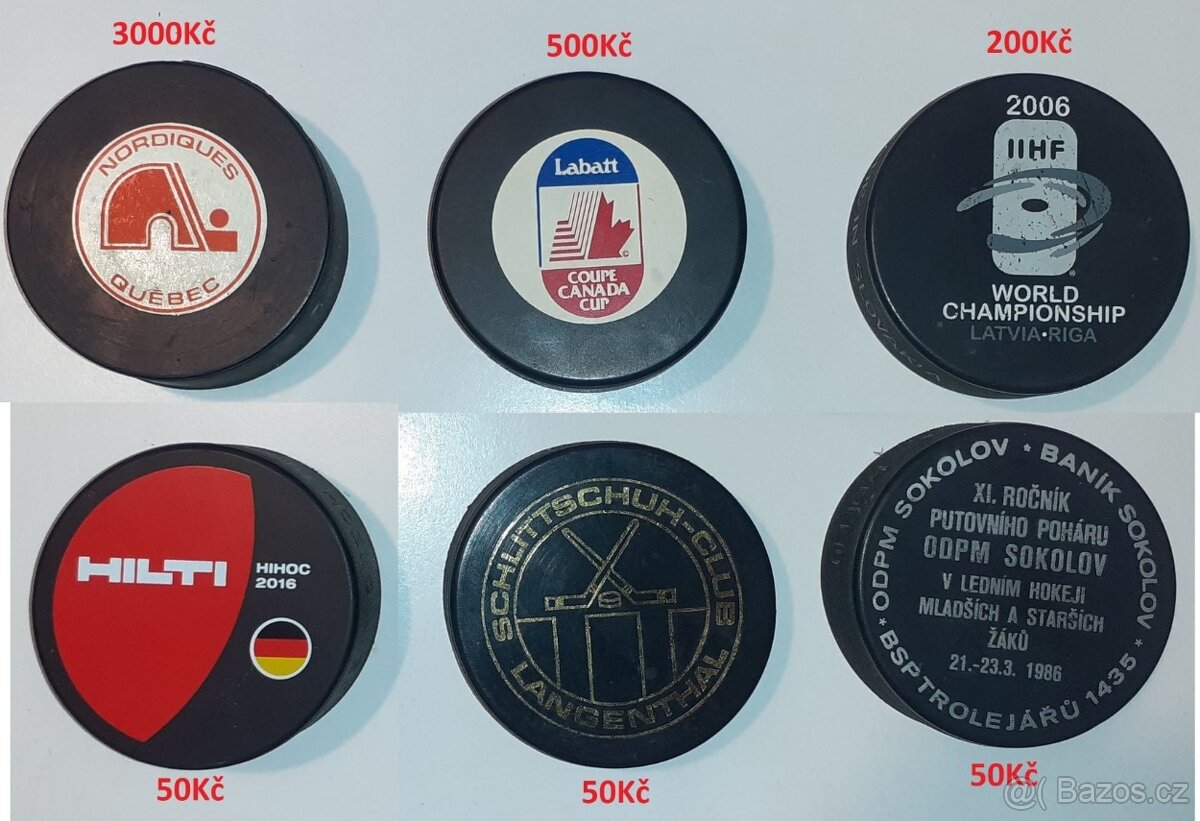 3000Kč
500Kč
200Kč
NORDIQUES
QUÉBEC
Labatt
COUPE
CANADA
CUP
2006
IIHF
WORLD
CHAMPIONSHIP
LATVIA•RIGA
SLOVAKIA
HILTI
HIHOC
2016
SCHLITTSCHUH-CLUB
LANGENTHAL
ODPM SOKOLOV * BANÍK SOKOLOV *
BSPTROLEJÁŘŮ 1435 *
XI. ROČNÍK
PUTOVNÍHO POHÁRU
ODPM SOKOLOV
V LEDNÍM HOKEJI
MLADŠÍCH A STARŠÍCH
ŽÁKŮ
21.-23.3. 1986
50Kč
50Kč
50Kč
@( Bazos.cz